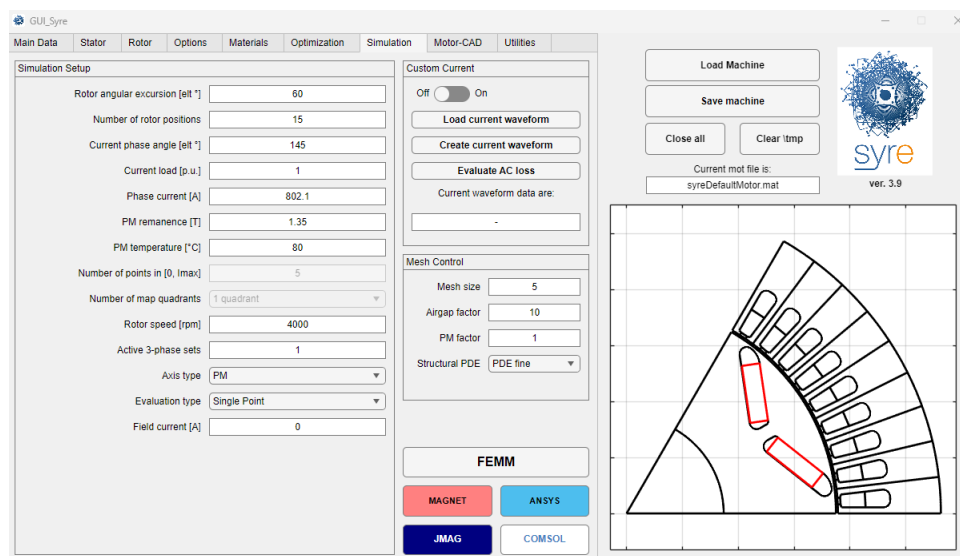 GUI_Syre
Main Data Stator Rotor Options Materials Optimization Simulation Motor-CAD Utilities
Simulation Setup
Rotor angular excursion [elt °] 60
Number of rotor positions 15
Current phase angle [elt °] 145
Current load [p.u.] 1
Phase current [A] 802.1
PM remanence [T] 1.35
PM temperature [°C] 80
Number of points in [0, Imax] 5
Number of map quadrants 1 quadrant
Rotor speed [rpm] 4000
Active 3-phase sets 1
Axis type PM
Evaluation type Single Point
Field current [A] 0
Custom Current
Off On
Load current waveform
Create current waveform
Evaluate AC loss
Current waveform data are:
-
Mesh Control
Mesh size 5
Airgap factor 10
PM factor 1
Structural PDE PDE fine
FEMM
MAGNET ANSYS
JMAG COMSOL
Load Machine
Save machine
Close all Clear \tmp
Current mot file is:
syreDefaultMotor.mat
syre
ver. 3.9